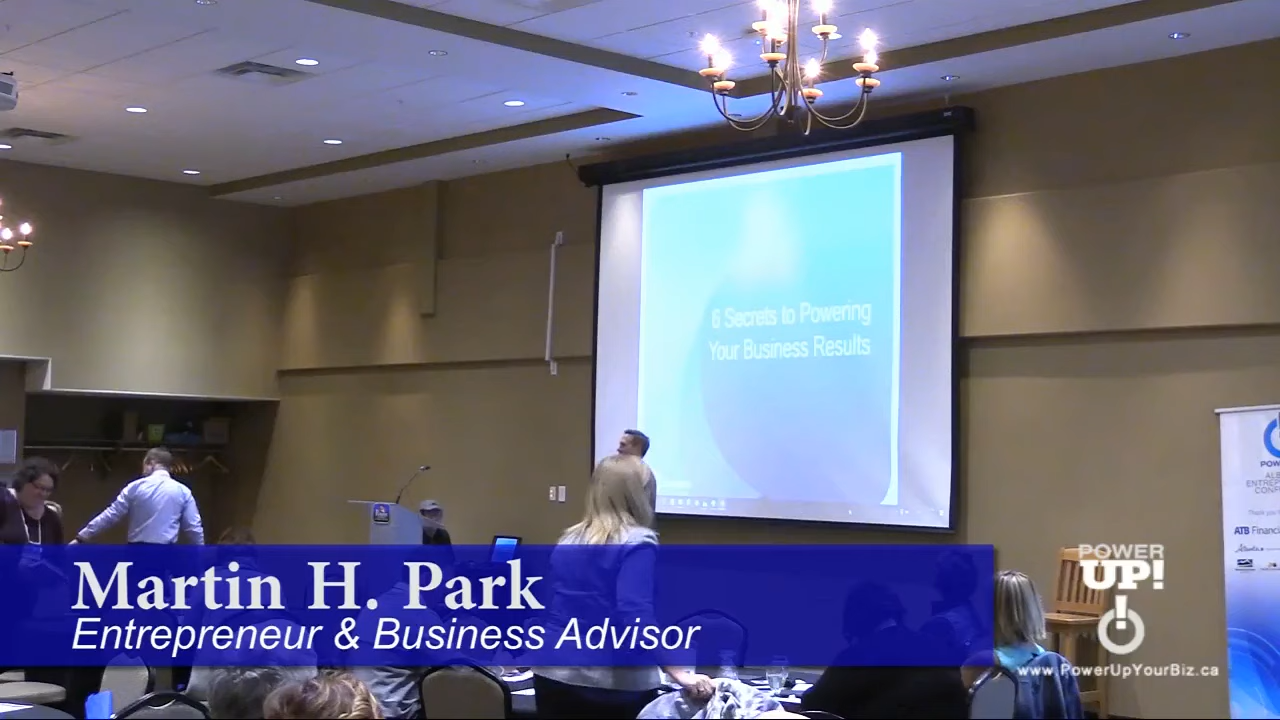 6 Secrets to Powering
Your Business Results
ATB Financial
Martin H. Park
Entrepreneur & Business Advisor
POWER
UP!
www.PowerUpYourBiz.ca